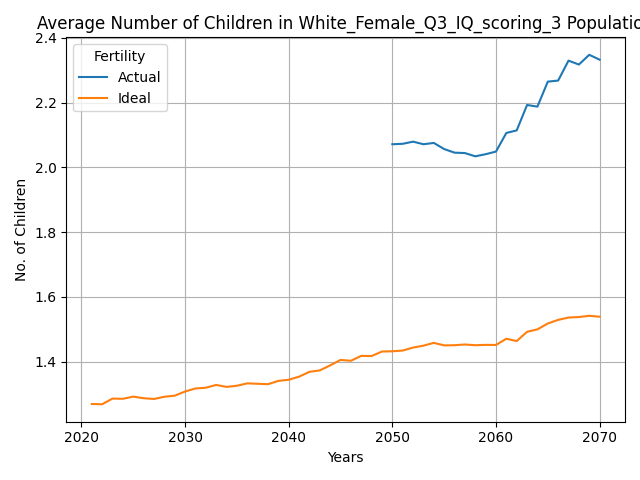 Average Number of Children in White_Female_Q3_IQ_scoring_3 Populatio
2.4
2.2
2.0
1.8
1.6
1.4
No. of Children
Fertility
Actual
Ideal
2020 2030 2040 2050 2060 2070
Years